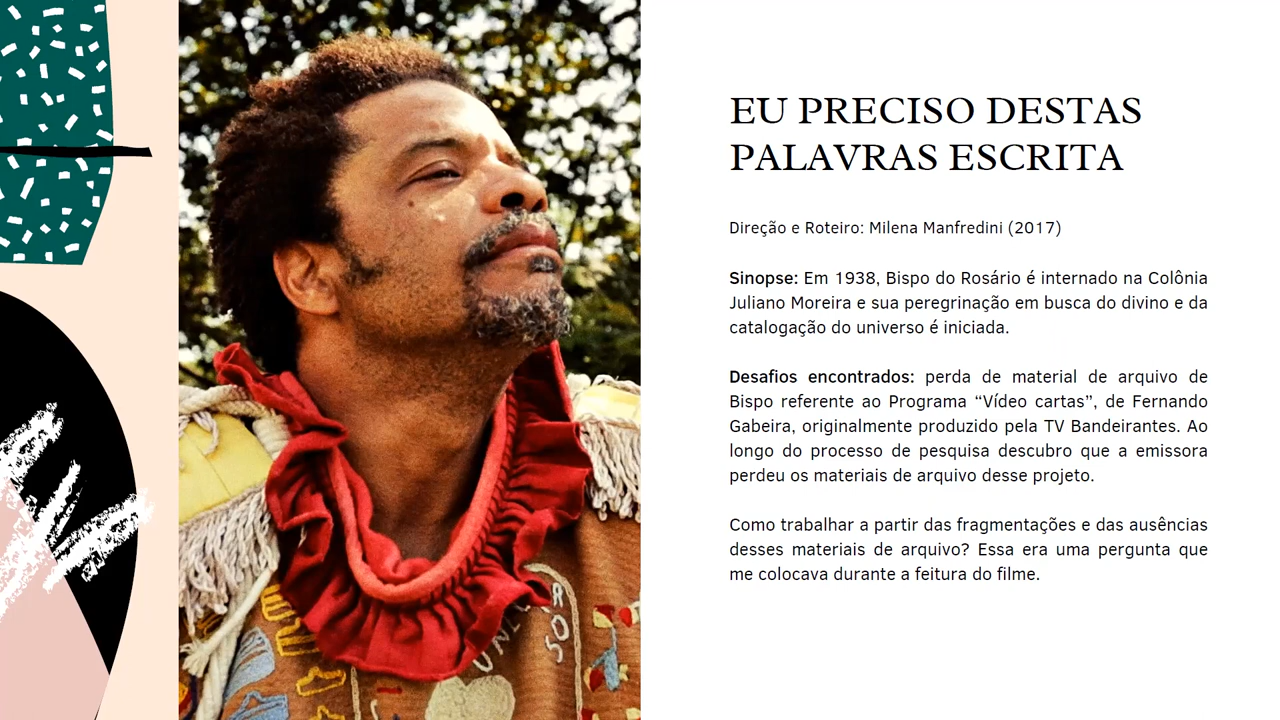 EU PRECISO DESTAS
PALAVRAS ESCRITA
Direção e Roteiro: Milena Manfredini (2017)
Sinopse: Em 1938, Bispo do Rosário é internado na Colônia
Juliano Moreira e sua peregrinação em busca do divino e da
catalogação do universo é iniciada.
Desafios encontrados: perda de material de arquivo de
Bispo referente ao Programa “Vídeo cartas”, de Fernando
Gabeira, originalmente produzido pela TV Bandeirantes. Ao
longo do processo de pesquisa descubro que a emissora
perdeu os materiais de arquivo desse projeto.
Como trabalhar a partir das fragmentações e das ausências
desses materiais de arquivo? Essa era uma pergunta que
me colocava durante a feitura do filme.